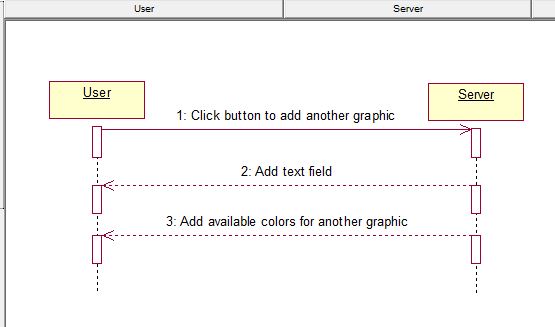 User
Server
User
Server
1: Click button to add another graphic
2: Add text field
3: Add available colors for another graphic